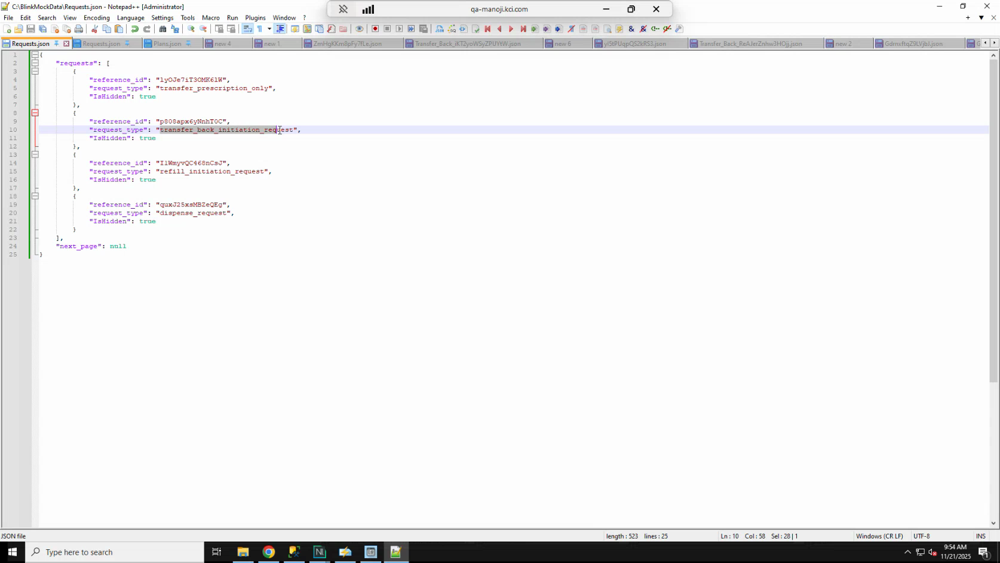 C:\BlinkMockData\Requests.json - Notepad++ [Administrator]
qa-manoji.kci.com
File Edit Search View Encoding Language Settings Tools Macro Run Plugins Window ?
Requests.json Requests.json Plans.json new 4 new 1 ZmHgKKm8pFy7fLe.json Transfer_Back_iKT2yoWSyZPUYtW.json new 6 yl5tPUqpQS2kRS3.json Transfer_Back_ReAJerZnhw3HOjj.json new 2 GdrnxftqZ9LVjbJ.json
1 {
2 "requests": [
3 {
4 "reference_id": "lyOJe7iT3OMK6lW",
5 "request_type": "transfer_prescription_only",
6 "IsHidden": true
7 },
8 {
9 "reference_id": "p808apx6yNnhT0C",
10 "request_type": "transfer_back_initiation_request",
11 "IsHidden": true
12 },
13 {
14 "reference_id": "I1WmyvQC468nCsJ",
15 "request_type": "refill_initiation_request",
16 "IsHidden": true
17 },
18 {
19 "reference_id": "quxJ25xsMBZeQEg",
20 "request_type": "dispense_request",
21 "IsHidden": true
22 }
23 ],
24 "next_page": null
25 }
JSON file length : 523 lines : 25 Ln : 10 Col : 58 Sel : 28 | 1 Windows (CR LF) UTF-8 INS
Type here to search
9:54 AM
11/21/2025